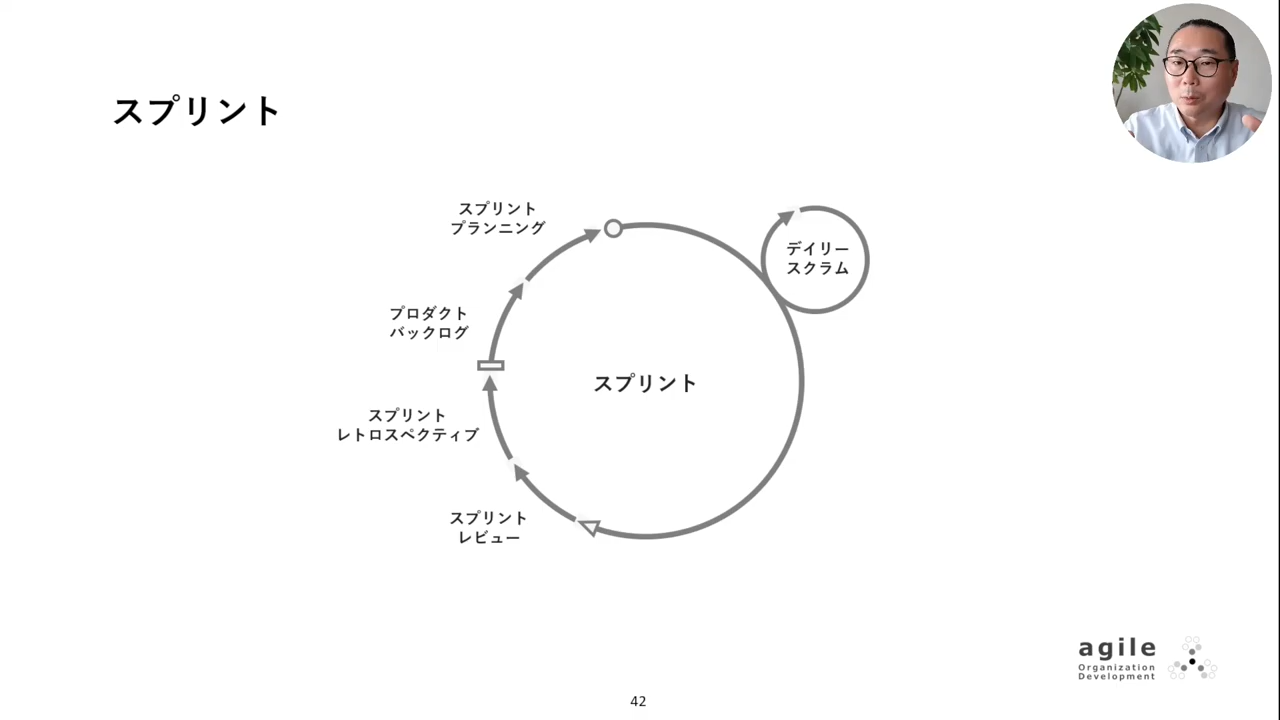 スプリント
スプリント
プランニング
デイリー
スクラム
プロダクト
バックログ
スプリント
スプリント
レトロスペクティブ
スプリント
レビュー
agile
Organization
Development
42